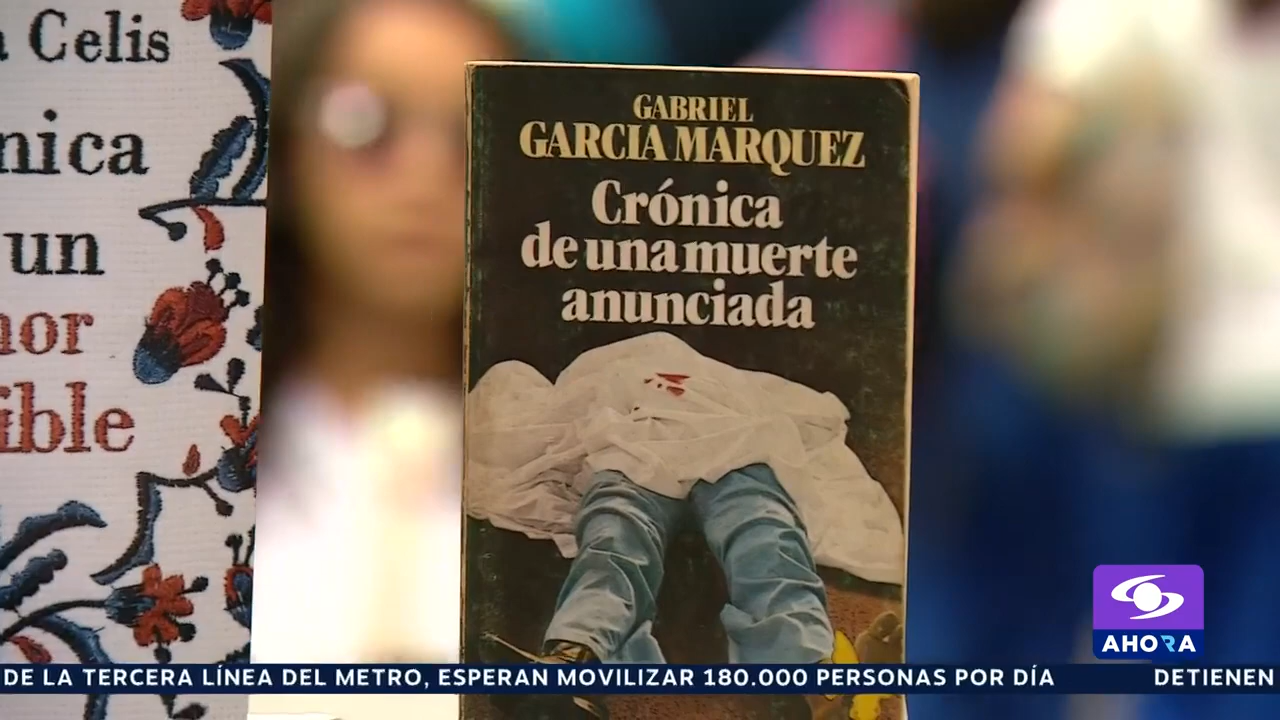 a Celis
nica
un
ible
GABRIEL
GARCIA MARQUEZ
Crónica
de una muerte
anunciada
AHORA
DE LA TERCERA LÍNEA DEL METRO, ESPERAN MOVILIZAR 180.000 PERSONAS POR DÍA DETIENEN